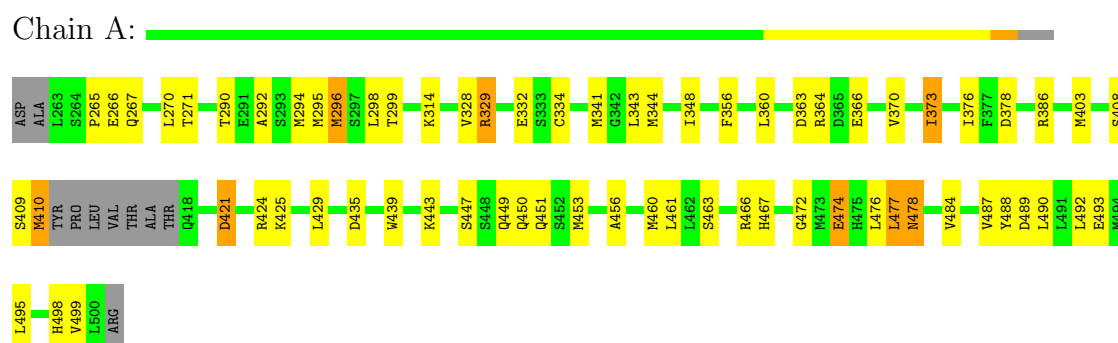 Chain A:
ASP ALA L263 S264 P265 E266 Q267 L270 T271 T290 E291 A292 S293 M294 M295 M296 S297 L298 T299 K314 V328 R329 E332 S333 C334 M341 G342 L343 M344 I348 F356 L360 D363 R364 D365 E366 V370 I373 I376 F377 D378 R386 M403 S408
S409 M410 TYR PRO LEU VAL THR ALA THR Q418 D421 R424 K425 L429 D435 W439 K443 S447 S448 Q449 Q450 Q451 S452 M453 A456 M460 L461 L462 S463 R466 H467 G472 M473 E474 H475 L476 L477 N478 V484 V487 Y488 D489 L490 L491 L492 E493 M494
L495 H498 V499 L500 ARG